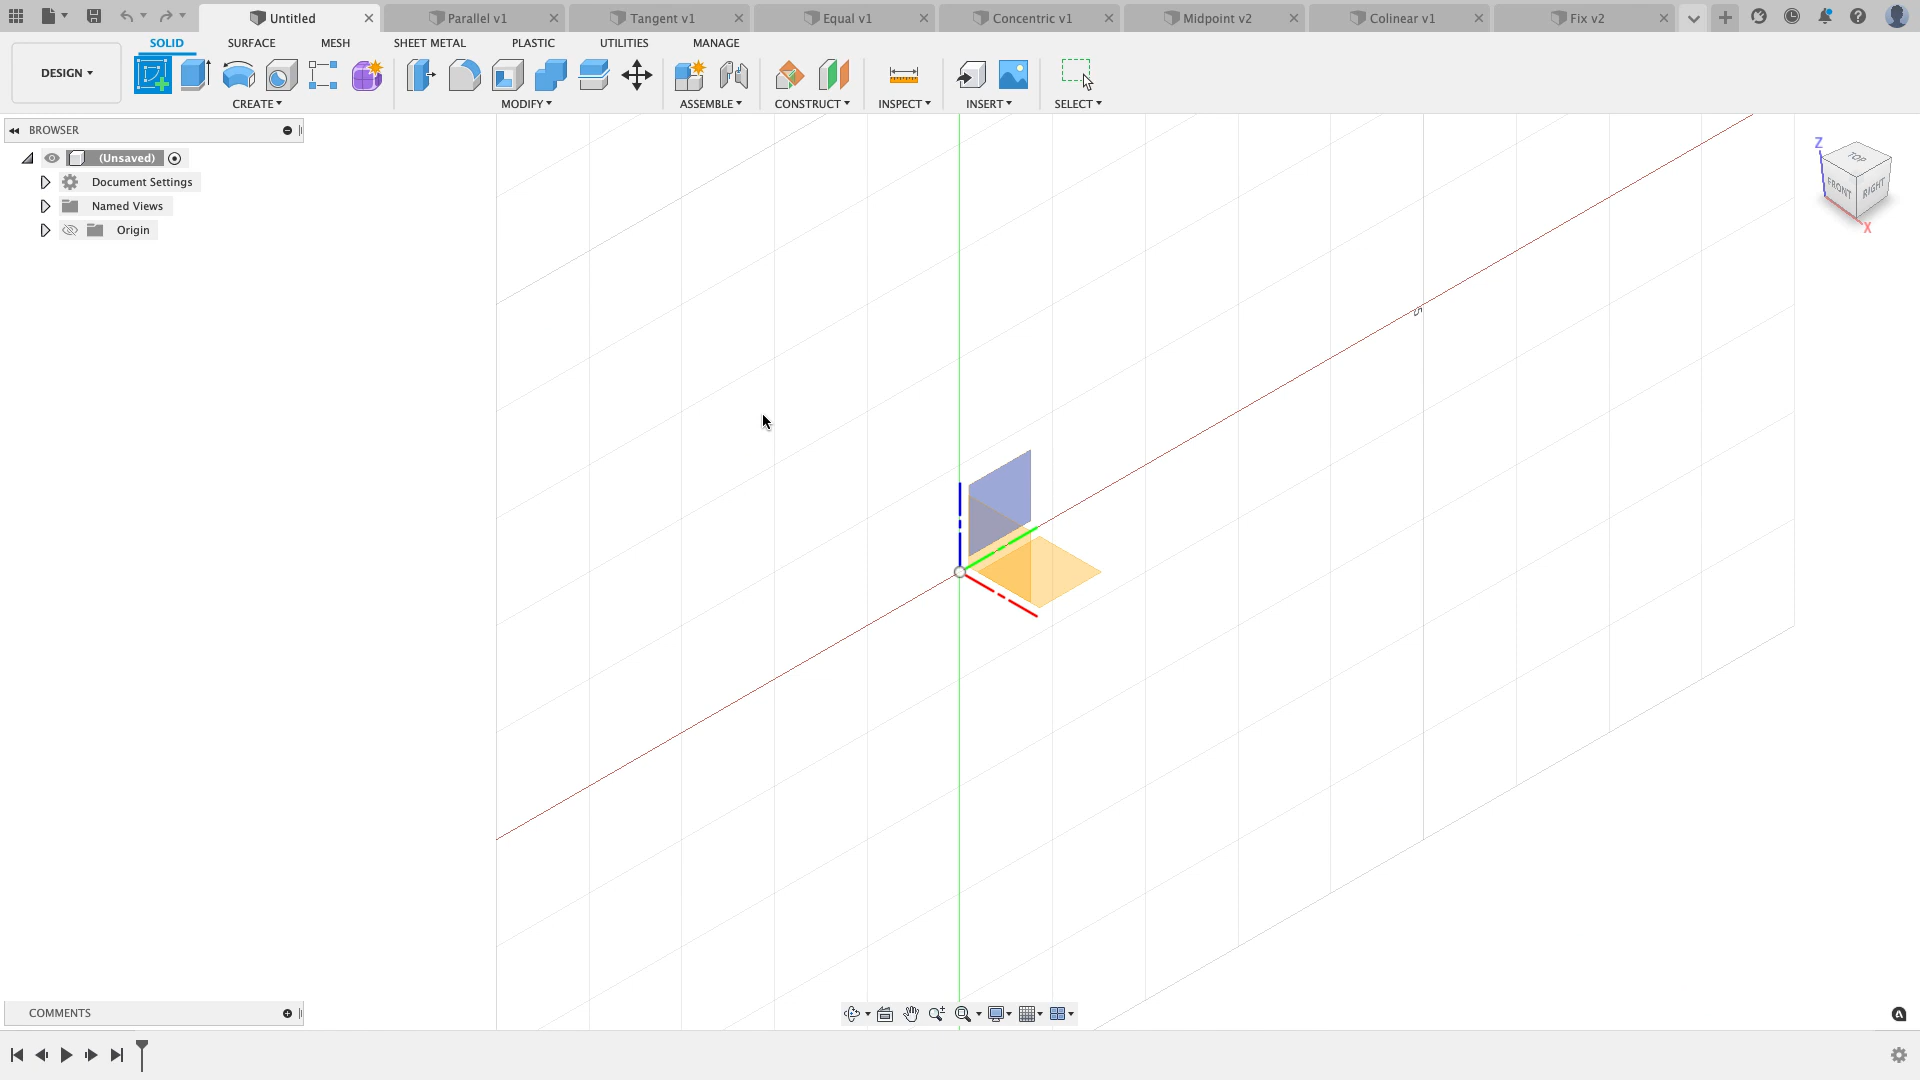 Untitled
Parallel v1
Tangent v1
Equal v1
Concentric v1
Midpoint v2
Colinear v1
Fix v2
SOLID
SURFACE
MESH
SHEET METAL
PLASTIC
UTILITIES
MANAGE
DESIGN
CREATE
MODIFY
ASSEMBLE
CONSTRUCT
INSPECT
INSERT
SELECT
BROWSER
(Unsaved)
Document Settings
Named Views
Origin
Z
TOP
FRONT
RIGHT
X
5
COMMENTS